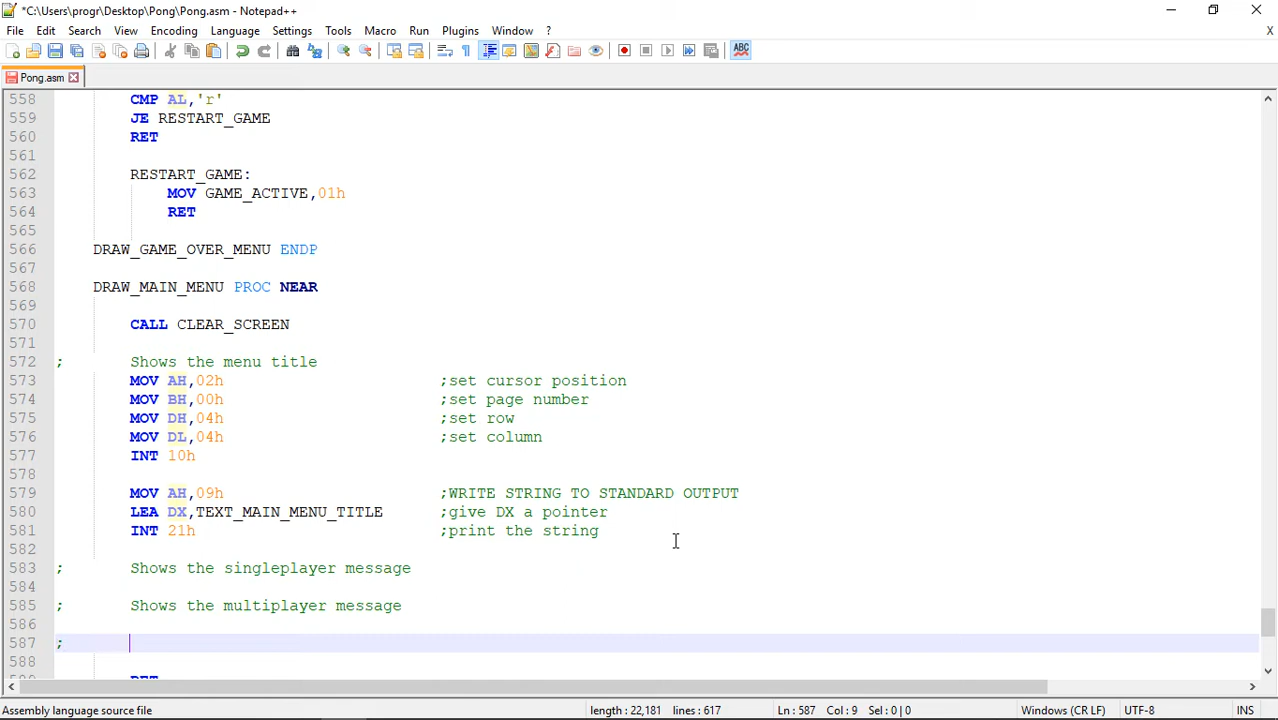 *C:\Users\progr\Desktop\Pong\Pong.asm - Notepad++
File Edit Search View Encoding Language Settings Tools Macro Run Plugins Window ? X
ABC
Pong.asm
558 CMP AL,'r'
559 JE RESTART_GAME
560 RET
561
562 RESTART_GAME:
563 MOV GAME_ACTIVE,01h
564 RET
565
566 DRAW_GAME_OVER_MENU ENDP
567
568 DRAW_MAIN_MENU PROC NEAR
569
570 CALL CLEAR_SCREEN
571
572 ; Shows the menu title
573 MOV AH,02h ;set cursor position
574 MOV BH,00h ;set page number
575 MOV DH,04h ;set row
576 MOV DL,04h ;set column
577 INT 10h
578
579 MOV AH,09h ;WRITE STRING TO STANDARD OUTPUT
580 LEA DX,TEXT_MAIN_MENU_TITLE ;give DX a pointer
581 INT 21h ;print the string
582
583 ; Shows the singleplayer message
584
585 ; Shows the multiplayer message
586
587 ;
588
Assembly language source file length : 22,181 lines : 617 Ln : 587 Col : 9 Sel : 0 | 0 Windows (CR LF) UTF-8 INS